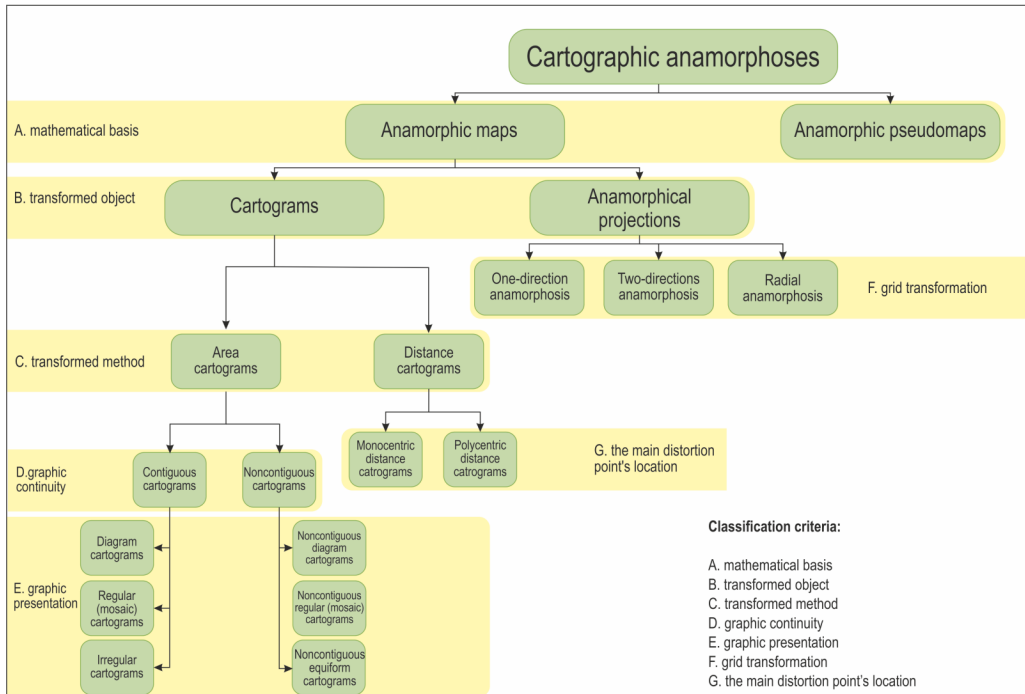 Cartographic anamorphoses
A. mathematical basis
Anamorphic maps
Anamorphic pseudomaps
B. transformed object
Cartograms
Anamorphical
projections
One-direction
anamorphosis
Two-directions
anamorphosis
Radial
anamorphosis
F. grid transformation
C. transformed method
Area
cartograms
Distance
cartograms
Monocentric
distance
catrograms
Polycentric
distance
catrograms
G. the main distortion
point's location
D.graphic
continuity
Contiguous
cartograms
Noncontiguous
cartograms
E. graphic
presentation
Diagram
cartograms
Regular
(mosaic)
cartograms
Irregular
cartograms
Noncontiguous
diagram
cartograms
Noncontiguous
regular (mosaic)
cartograms
Noncontiguous
equiform
cartograms
Classification criteria:
A. mathematical basis
B. transformed object
C. transformed method
D. graphic continuity
E. graphic presentation
F. grid transformation
G. the main distortion point's location